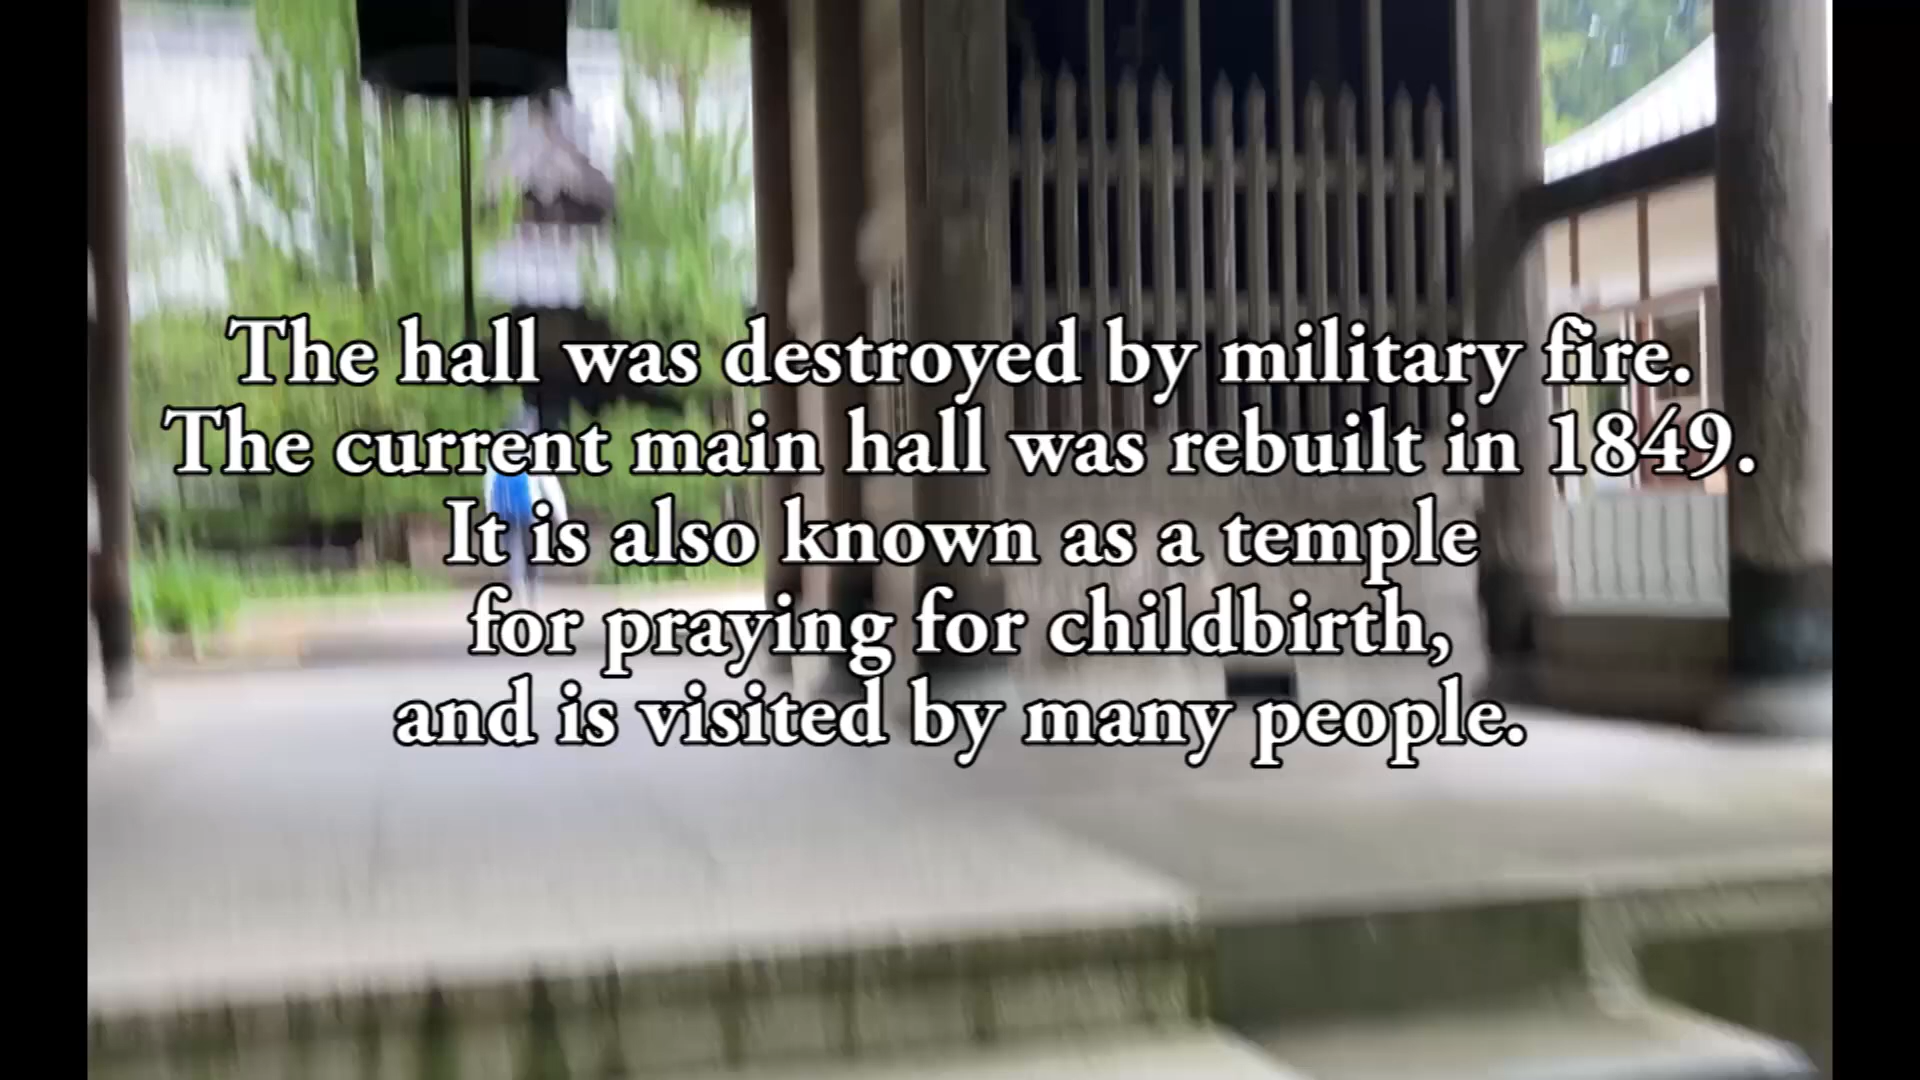 The hall was destroyed by military fire.
The current main hall was rebuilt in 1849.
It is also known as a temple
for praying for childbirth,
and is visited by many people.